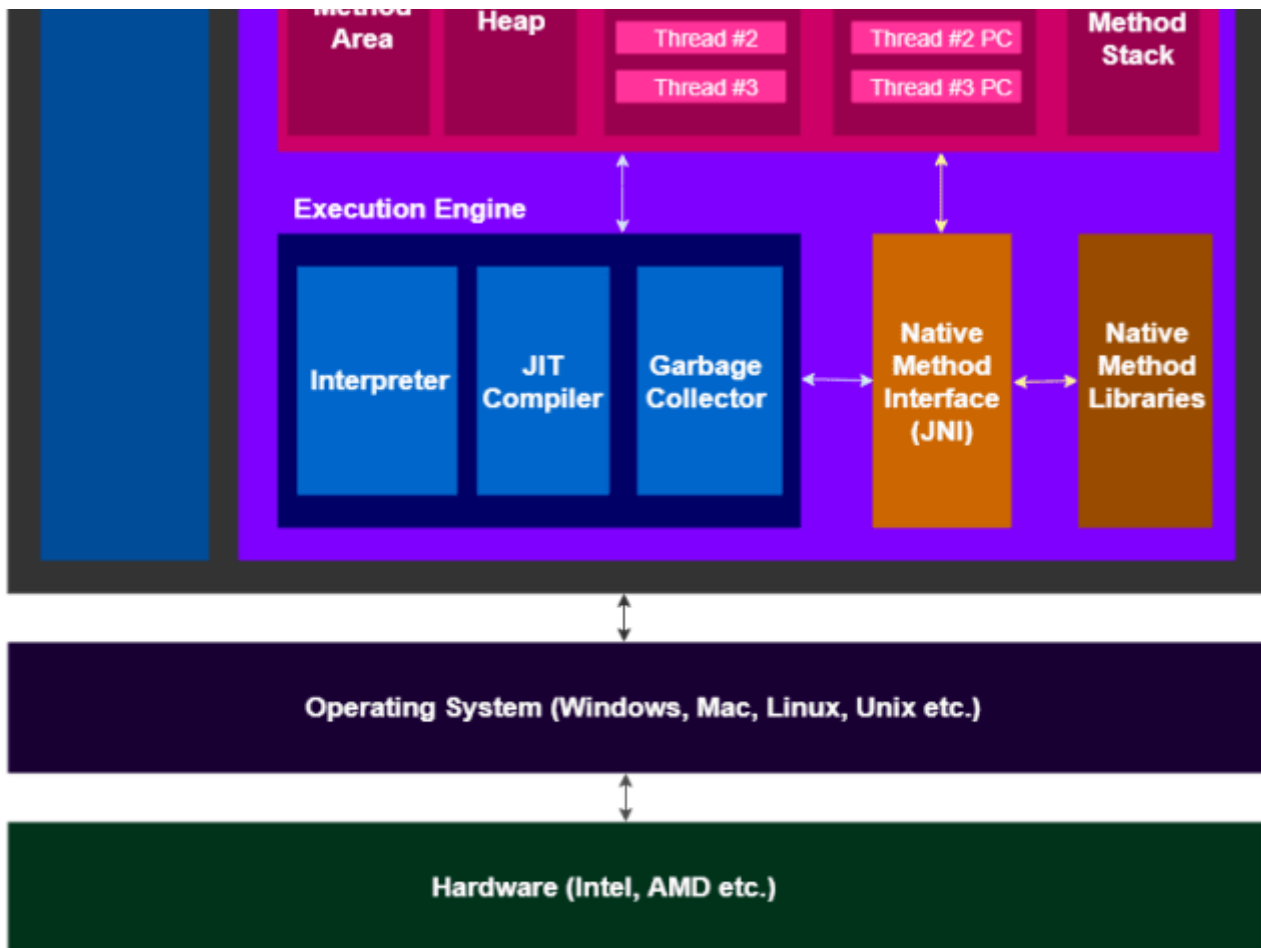 Method
Area
Heap
Thread #2
Thread #3
Thread #2 PC
Thread #3 PC
Method
Stack
Execution Engine
Interpreter
JIT
Compiler
Garbage
Collector
Native
Method
Interface
(JNI)
Native
Method
Libraries
Operating System (Windows, Mac, Linux, Unix etc.)
Hardware (Intel, AMD etc.)